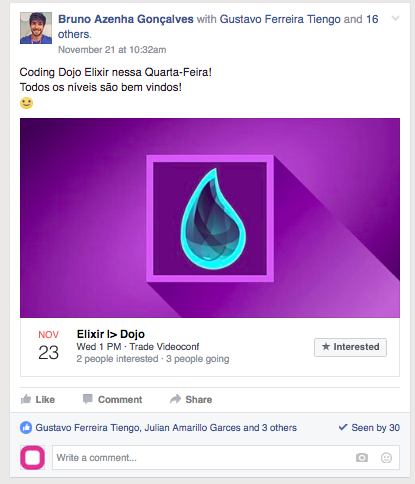 Bruno Azenha Gonçalves with Gustavo Ferreira Tiengo and 16
others.
November 21 at 10:32am
Coding Dojo Elixir nessa Quarta-Feira!
Todos os níveis são bem vindos!
NOV
23
Elixir |> Dojo
Wed 1 PM · Trade Videoconf
2 people interested · 3 people going
★ Interested
Like Comment Share
Gustavo Ferreira Tiengo, Julian Amarillo Garces and 3 others
✓ Seen by 30
Write a comment...